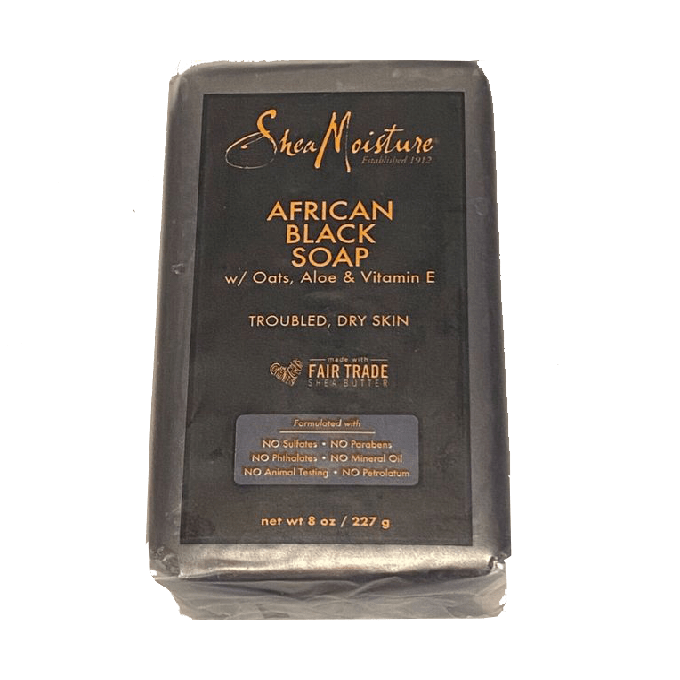 SheaMoisture®
Established 1912
AFRICAN
BLACK
SOAP
w/ Oats, Aloe & Vitamin E
TROUBLED, DRY SKIN
made with
FAIR TRADE
SHEA BUTTER
Formulated with
NO Sulfates • NO Parabens
NO Phthalates • NO Mineral Oil
NO Animal Testing • NO Petrolatum
net wt 8 oz / 227 g